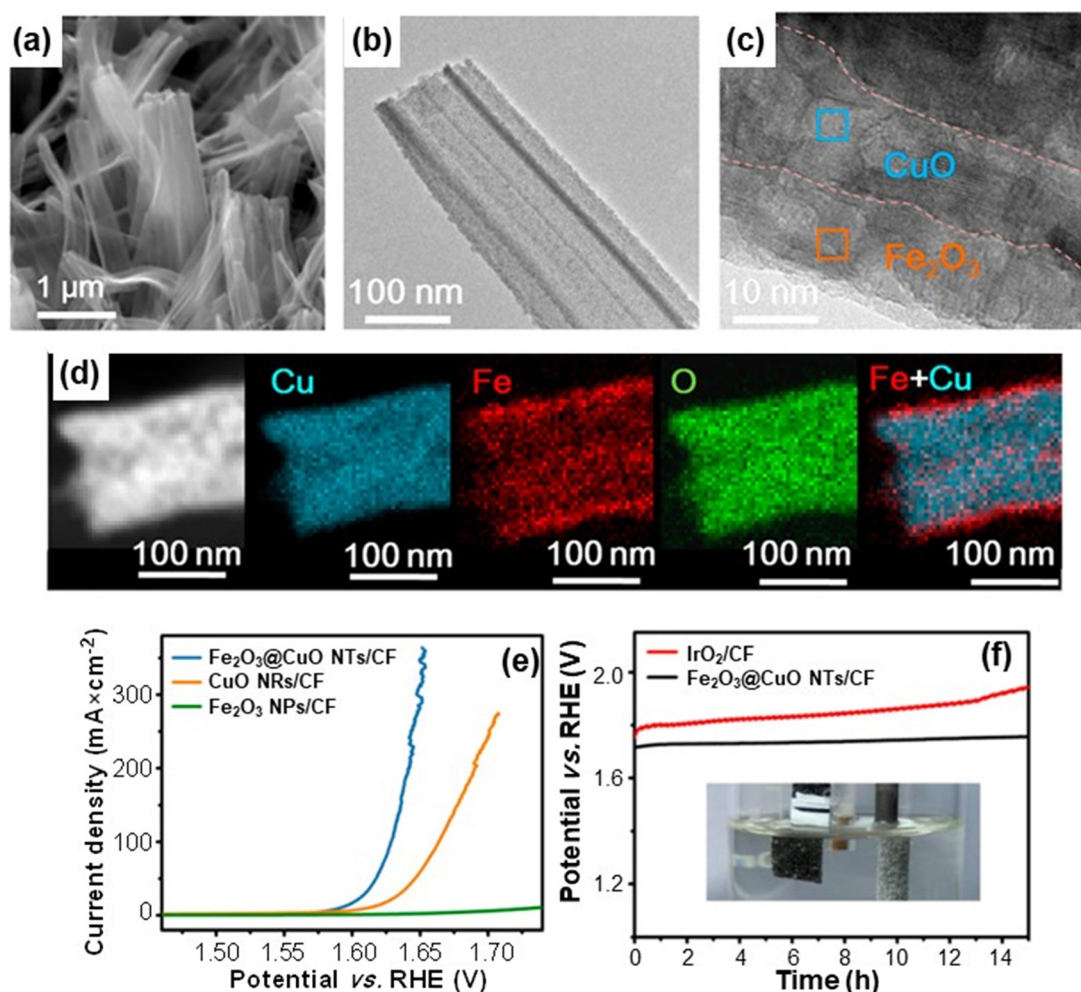 (a)
1 μm
(b)
100 nm
(c)
CuO
Fe₂O₃
10 nm
(d)
Cu
Fe
O
Fe+Cu
100 nm
100 nm
100 nm
100 nm
100 nm
(e)
Fe₂O₃@CuO NTs/CF
CuO NRs/CF
Fe₂O₃ NPs/CF
Current density (mA×cm⁻²)
300
200
100
0
1.50
1.55
1.60
1.65
1.70
Potential vs. RHE (V)
(f)
IrO₂/CF
Fe₂O₃@CuO NTs/CF
Potential vs. RHE (V)
2.0
1.6
1.2
0
2
4
6
8
10
12
14
Time (h)